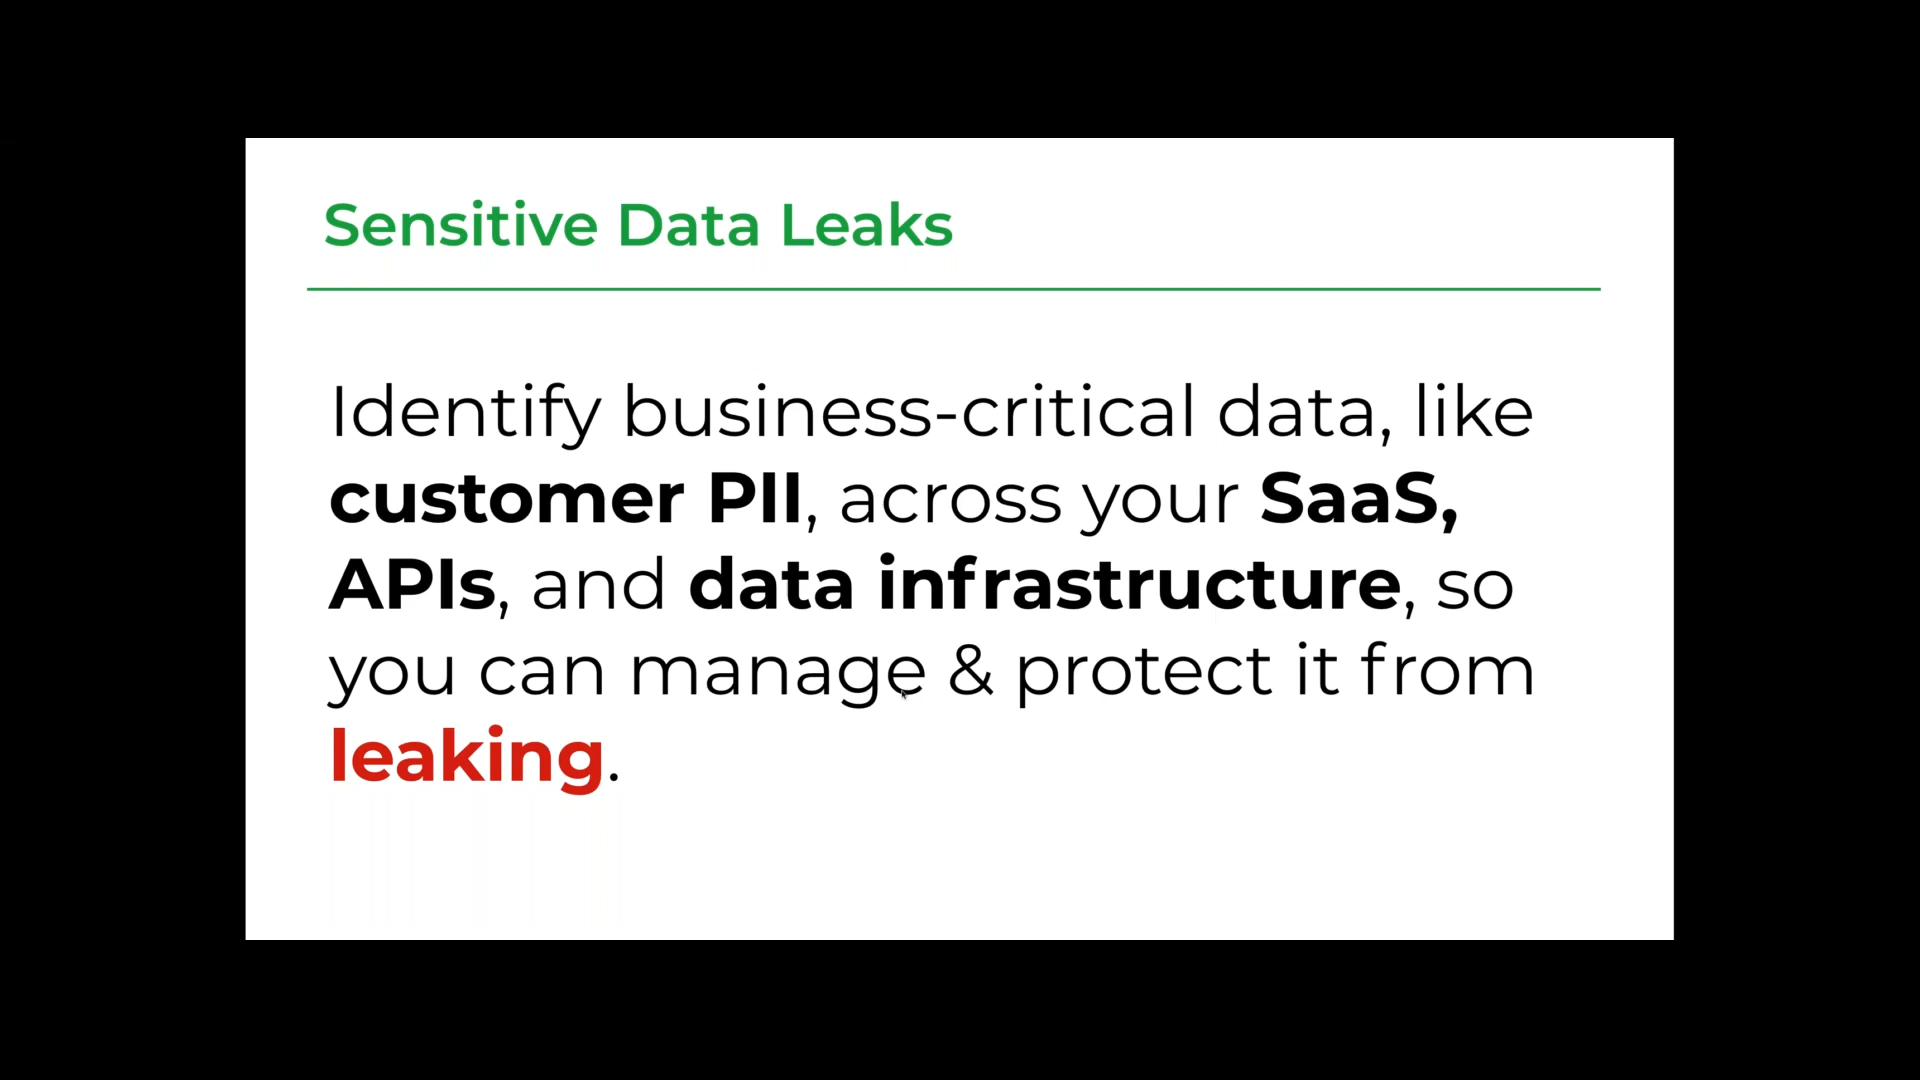 Sensitive Data Leaks
Identify business-critical data, like
customer PII, across your SaaS,
APIs, and data infrastructure, so
you can manage & protect it from
leaking.